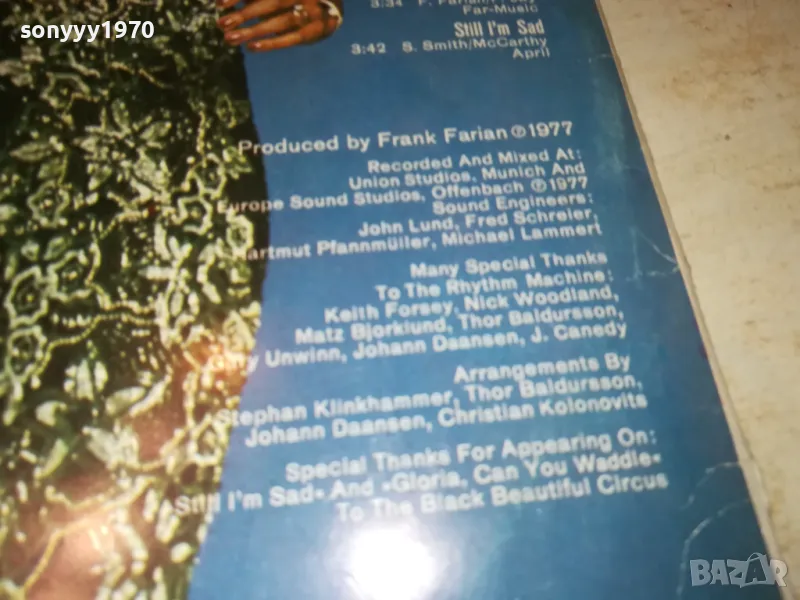 sonyyy1970
3:34 F. Farian/
Far-Music
Still I'm Sad
3:42 S. Smith/McCarthy
April
Produced by Frank Farian ℗ 1977
Recorded And Mixed At:
Union Studios, Munich And
Europe Sound Studios, Offenbach ℗ 1977
Sound Engineers:
John Lund, Fred Schreier,
Hartmut Pfannmüller, Michael Lammert
Many Special Thanks
To The Rhythm Machine:
Keith Forsey, Nick Woodland,
Matz Bjorklund, Thor Baldursson,
Unwinn, Johann Daansen, J. Canedy
Arrangements By
Stephan Klinkhammer, Thor Baldursson,
Johann Daansen, Christian Kolonovits
Special Thanks For Appearing On:
Still I'm Sad« And »Gloria, Can You Waddle«
To The Black Beautiful Circus
BAZAR